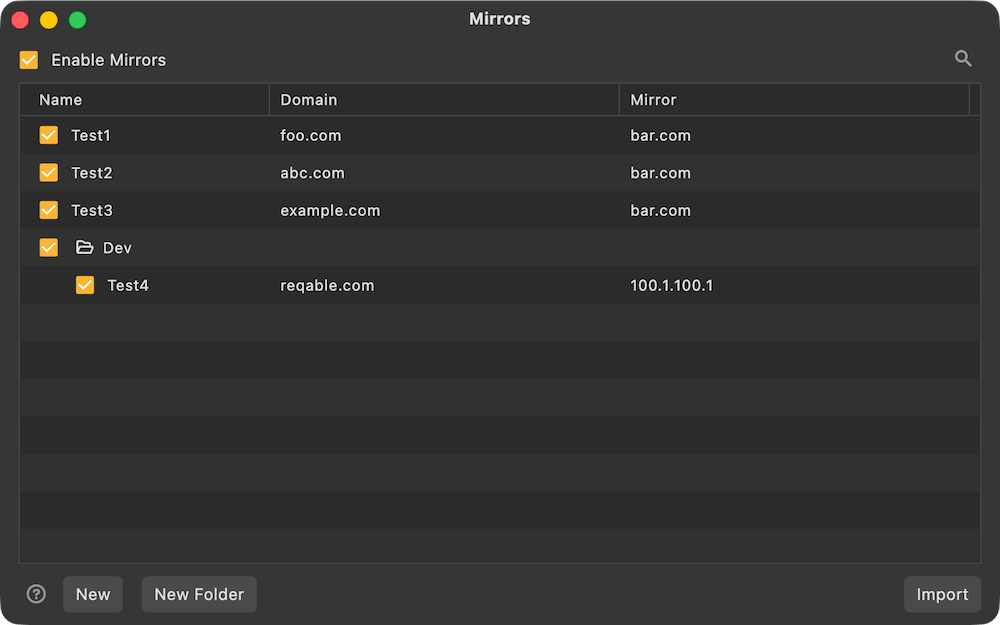 Mirrors
Enable Mirrors
Name Domain Mirror
Test1 foo.com bar.com
Test2 abc.com bar.com
Test3 example.com bar.com
Dev
Test4 reqable.com 100.1.100.1
? New New Folder Import